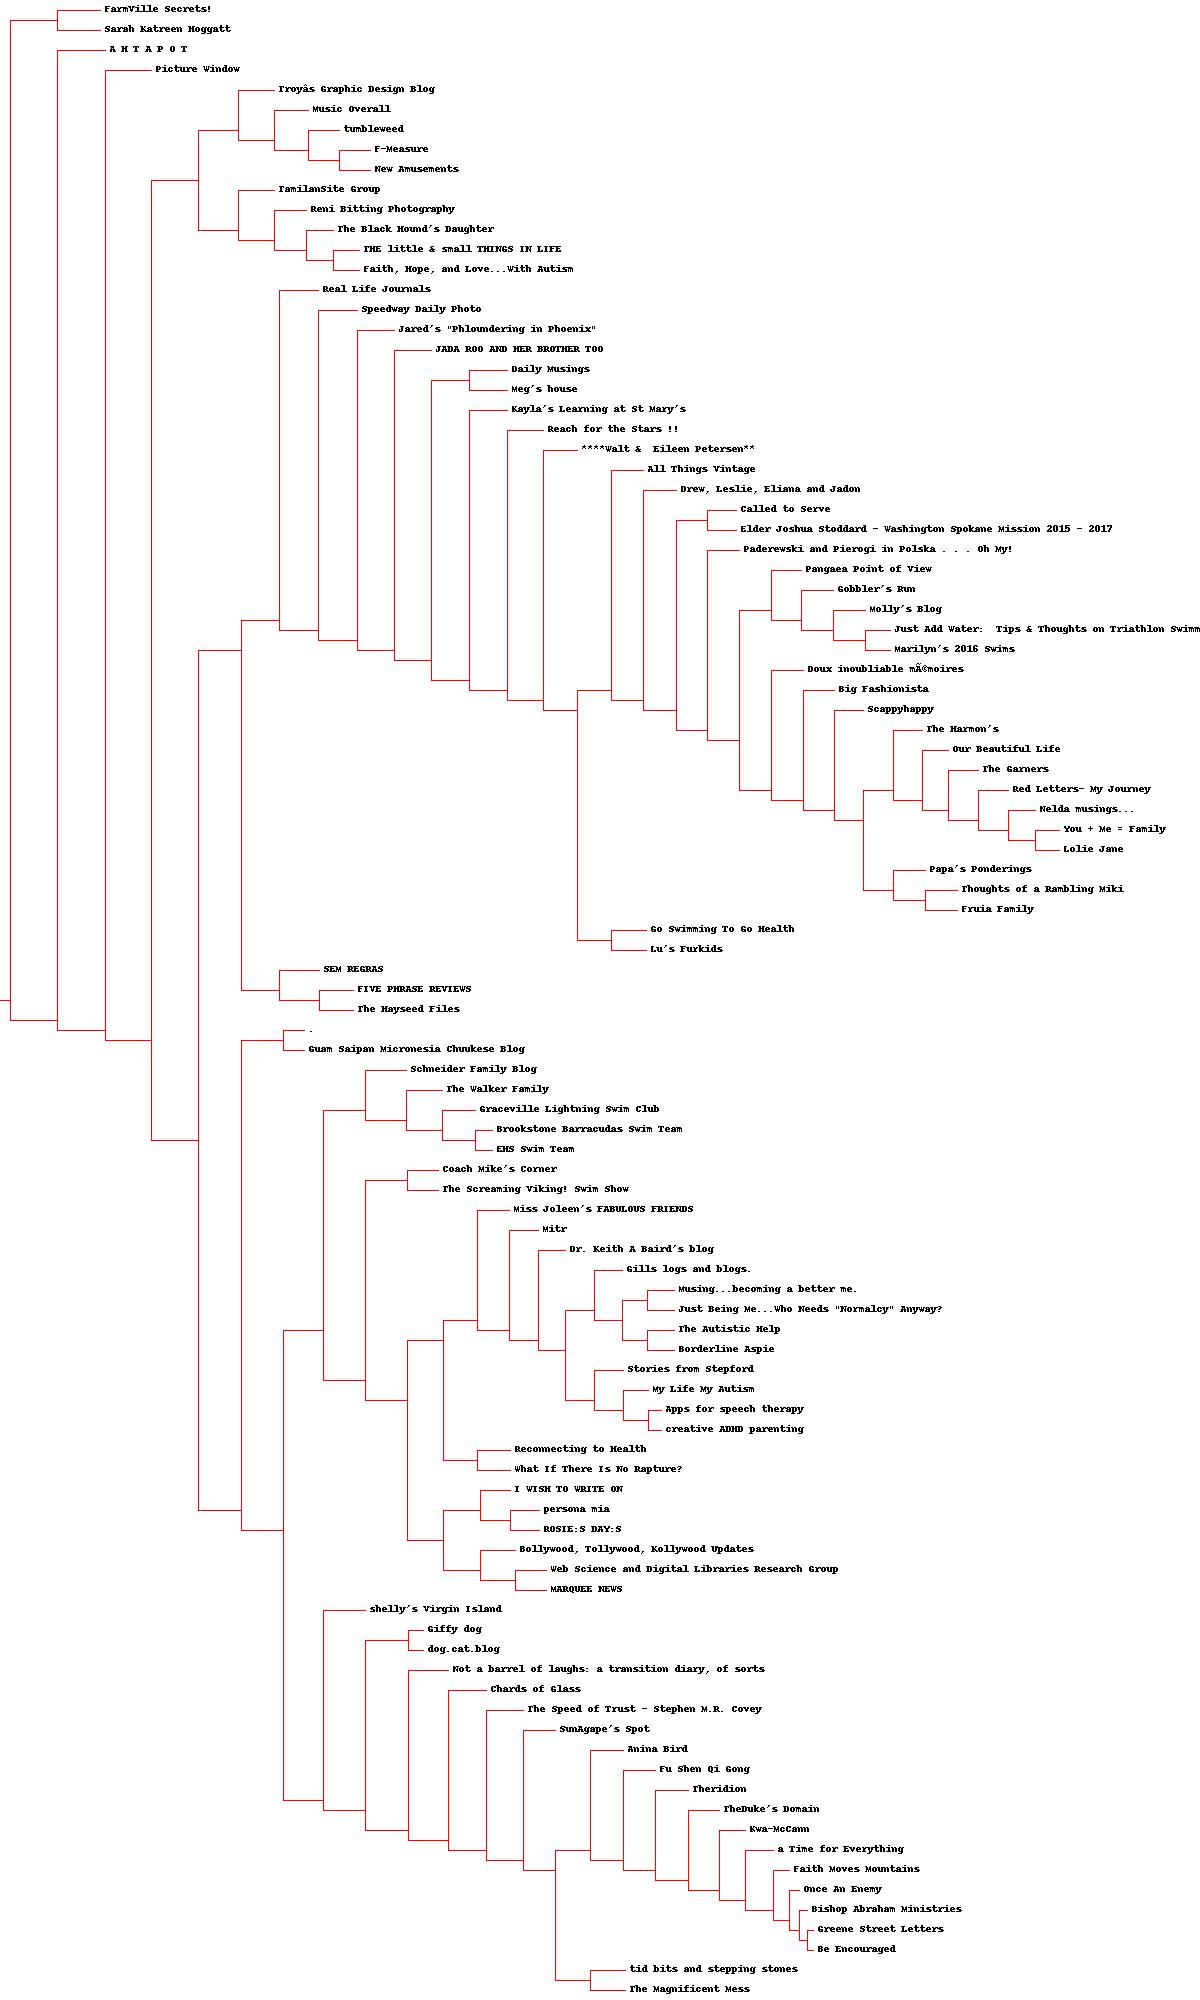 FarmVille Secrets!
Sarah Katreen Hoggatt
A H T A P O T
Picture Window
Troyâs Graphic Design Blog
Music Overall
tumbleweed
F-Measure
New Amusements
TamilanSite Group
Reni Bitting Photography
The Black Hound's Daughter
THE little & small THINGS IN LIFE
Faith, Hope, and Love...With Autism
Real Life Journals
Speedway Daily Photo
Jared's "Phloundering in Phoenix"
JADA ROO AND HER BROTHER TOO
Daily Musings
Meg's house
Kayla's Learning at St Mary's
Reach for the Stars !!
****Walt &  Eileen Petersen**
All Things Vintage
Drew, Leslie, Eliana and Jadon
Called to Serve
Elder Joshua Stoddard - Washington Spokane Mission 2015 - 2017
Paderewski and Pierogi in Polska . . . Oh My!
Pangaea Point of View
Gobbler's Run
Molly's Blog
Just Add Water:  Tips & Thoughts on Triathlon Swimm
Marilyn's 2016 Swims
Doux inoubliable mÃ©moires
Big Fashionista
Scappyhappy
The Harmon's
Our Beautiful Life
The Garners
Red Letters- My Journey
Nelda musings...
You + Me = Family
Lolie Jane
Papa's Ponderings
Thoughts of a Rambling Miki
Fruia Family
Go Swimming To Go Health
Lu's Furkids
SEM REGRAS
FIVE PHRASE REVIEWS
The Hayseed Files
.
Guam Saipan Micronesia Chuukese Blog
Schneider Family Blog
The Walker Family
Graceville Lightning Swim Club
Brookstone Barracudas Swim Team
EHS Swim Team
Coach Mike's Corner
The Screaming Viking! Swim Show
Miss Joleen's FABULOUS FRIENDS
Mitr
Dr. Keith A Baird's blog
Gills logs and blogs.
Musing...becoming a better me.
Just Being Me...Who Needs "Normalcy" Anyway?
The Autistic Help
Borderline Aspie
Stories from Stepford
My Life My Autism
Apps for speech therapy
creative ADHD parenting
Reconnecting to Health
What If There Is No Rapture?
I WISH TO WRITE ON
persona mia
ROSIE:S DAY:S
Bollywood, Tollywood, Kollywood Updates
Web Science and Digital Libraries Research Group
MARQUEE NEWS
shelly's Virgin Island
Giffy dog
dog.cat.blog
Not a barrel of laughs: a transition diary, of sorts
Chards of Glass
The Speed of Trust - Stephen M.R. Covey
SunAgape's Spot
Anina Bird
Fu Shen Qi Gong
Theridion
TheDuke's Domain
Kwa-McCann
a Time for Everything
Faith Moves Mountains
Once An Enemy
Bishop Abraham Ministries
Greene Street Letters
Be Encouraged
tid bits and stepping stones
The Magnificent Mess